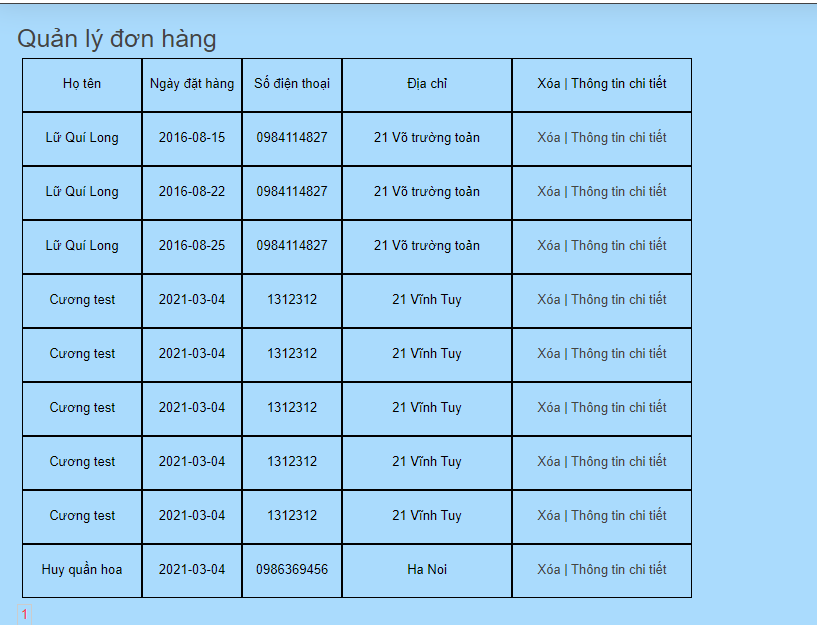 Quản lý đơn hàng
Họ tên Ngày đặt hàng Số điện thoại Địa chỉ Xóa | Thông tin chi tiết
Lữ Quí Long 2016-08-15 0984114827 21 Võ trường toản Xóa | Thông tin chi tiết
Lữ Quí Long 2016-08-22 0984114827 21 Võ trường toản Xóa | Thông tin chi tiết
Lữ Quí Long 2016-08-25 0984114827 21 Võ trường toản Xóa | Thông tin chi tiết
Cương test 2021-03-04 1312312 21 Vĩnh Tuy Xóa | Thông tin chi tiết
Cương test 2021-03-04 1312312 21 Vĩnh Tuy Xóa | Thông tin chi tiết
Cương test 2021-03-04 1312312 21 Vĩnh Tuy Xóa | Thông tin chi tiết
Cương test 2021-03-04 1312312 21 Vĩnh Tuy Xóa | Thông tin chi tiết
Cương test 2021-03-04 1312312 21 Vĩnh Tuy Xóa | Thông tin chi tiết
Huy quần hoa 2021-03-04 0986369456 Ha Noi Xóa | Thông tin chi tiết
1